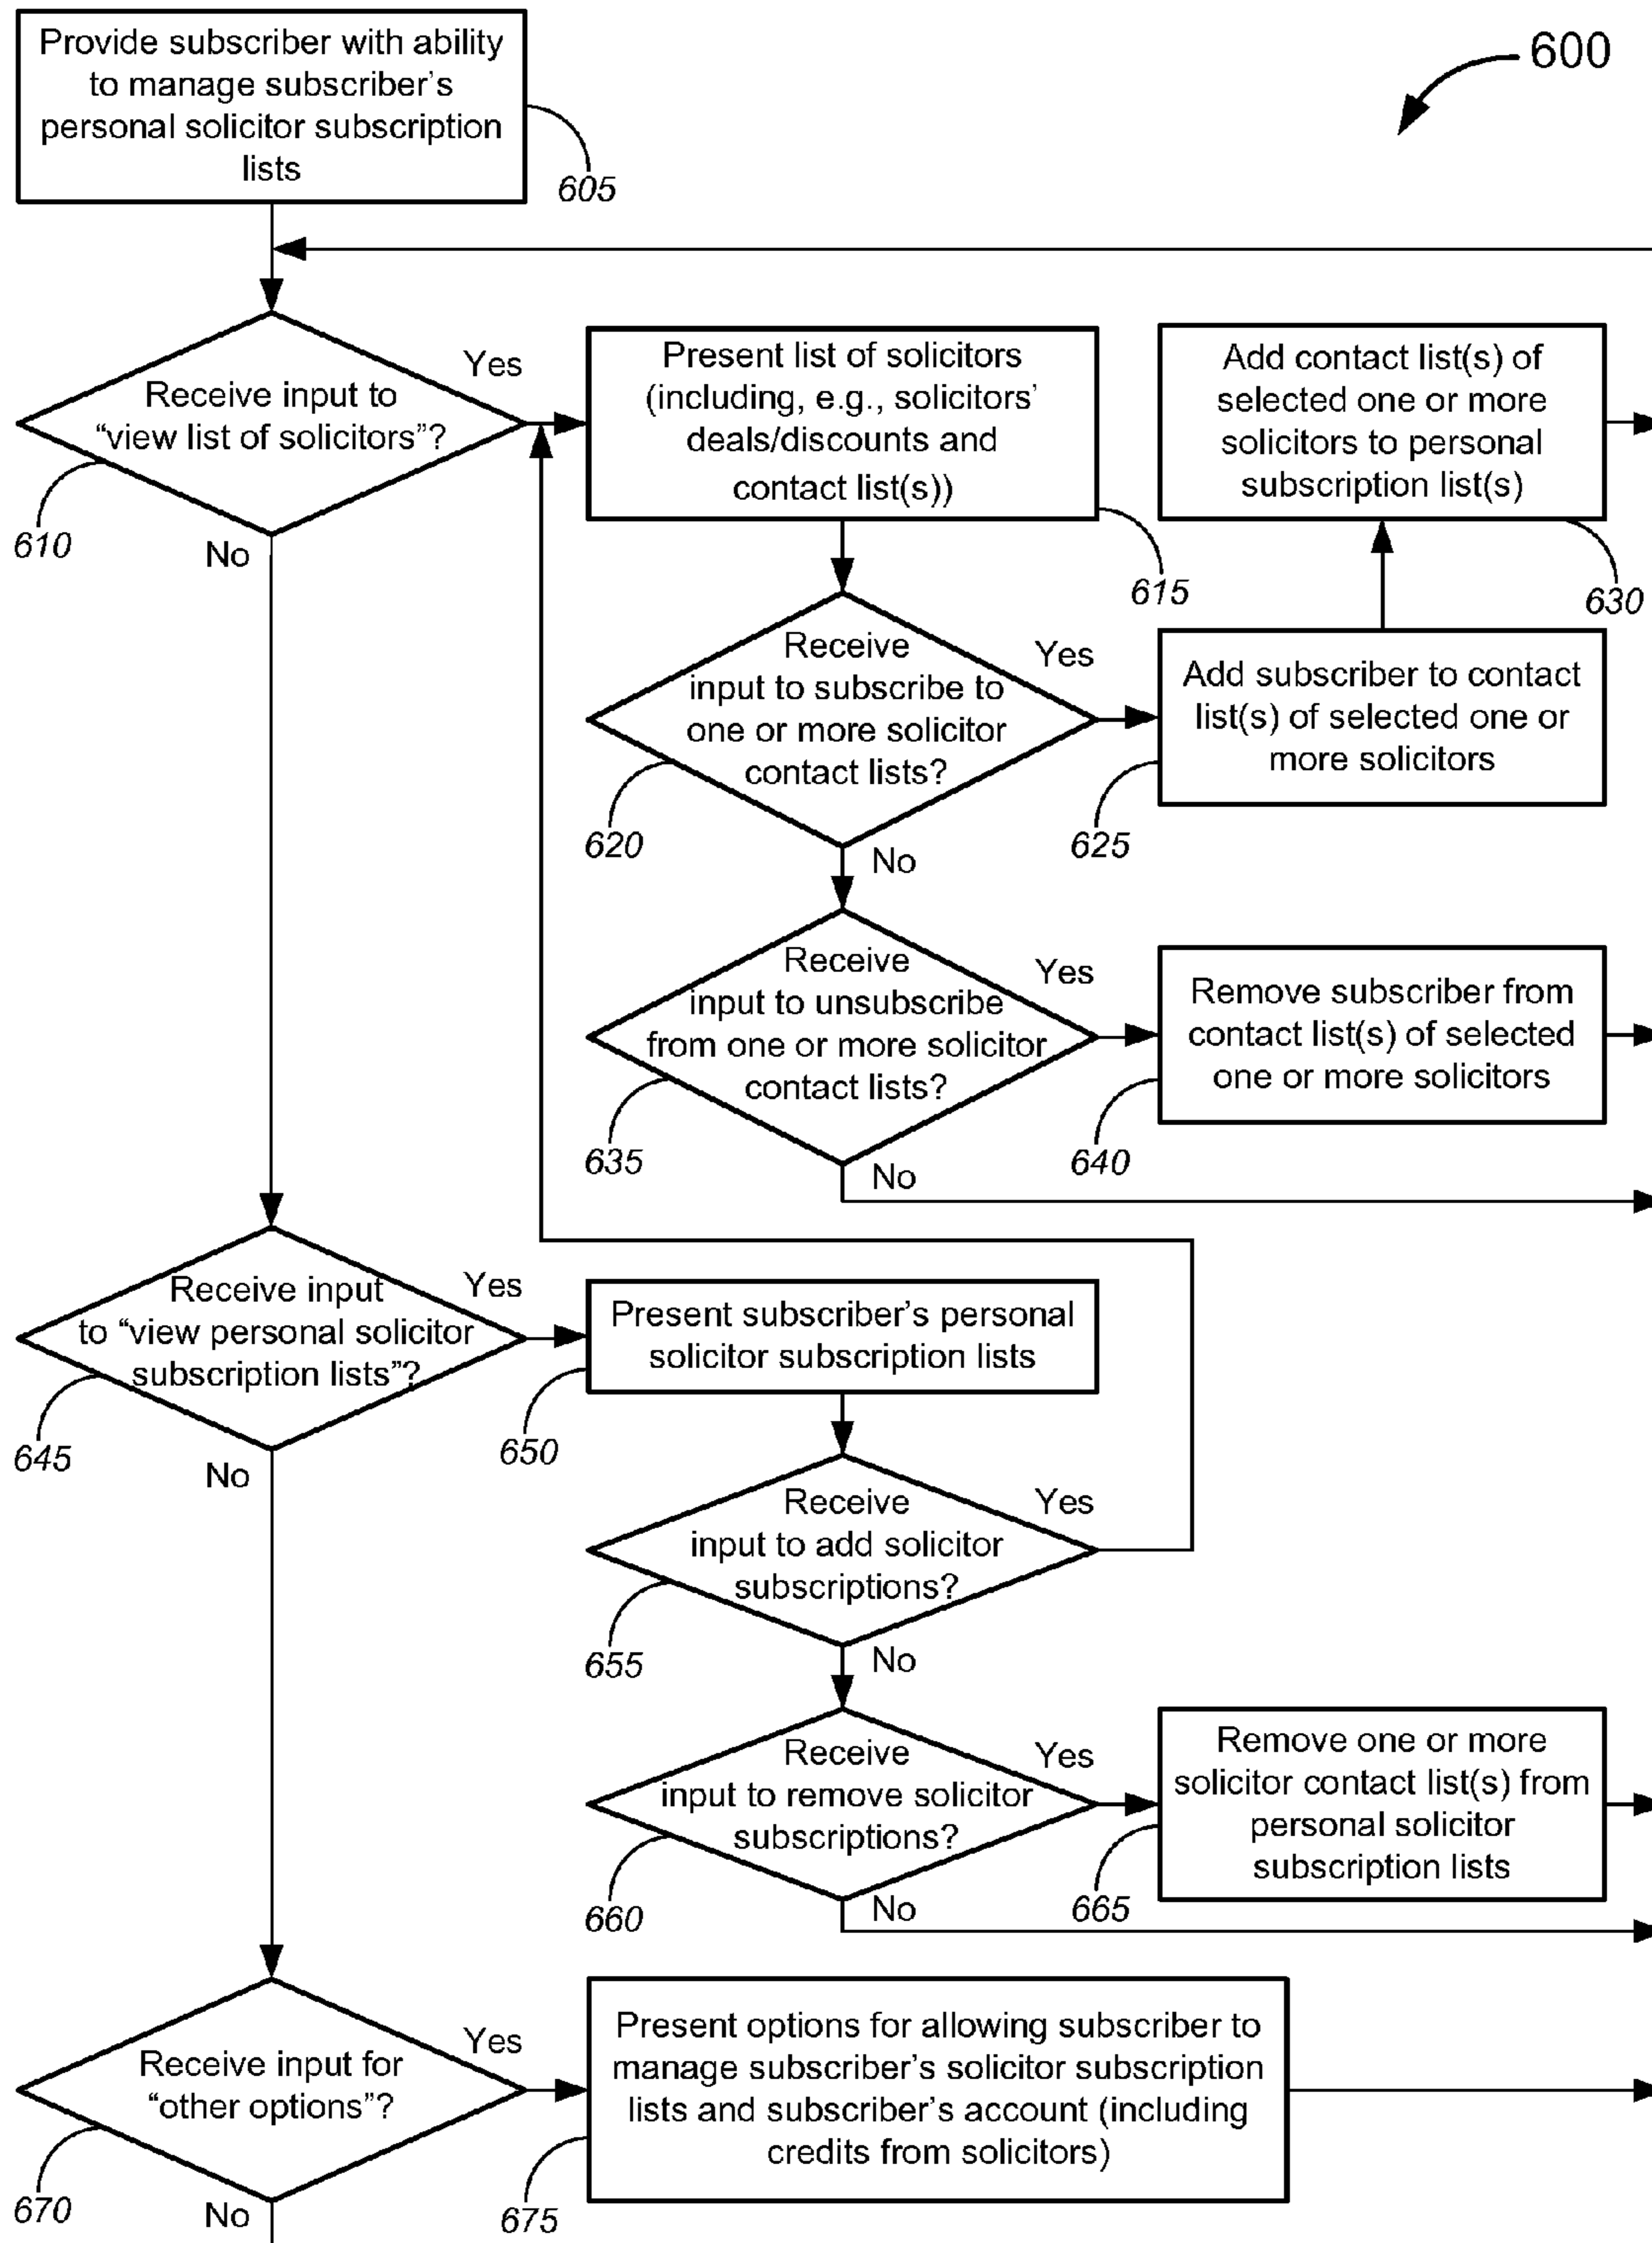 Provide subscriber with ability
to manage subscriber's
personal solicitor subscription
lists
605
600
Receive input to
“view list of solicitors”?
Yes
No
610
Present list of solicitors
(including, e.g., solicitors’
deals/discounts and
contact list(s))
615
Add contact list(s) of
selected one or more
solicitors to personal
subscription list(s)
630
Receive
input to subscribe to
one or more solicitor
contact lists?
Yes
No
620
Add subscriber to contact
list(s) of selected one or
more solicitors
625
Receive
input to unsubscribe
from one or more solicitor
contact lists?
Yes
No
635
Remove subscriber from
contact list(s) of selected
one or more solicitors
640
Receive input
to “view personal solicitor
subscription lists”?
Yes
No
645
Present subscriber’s personal
solicitor subscription lists
650
Receive
input to add solicitor
subscriptions?
Yes
No
655
Receive
input to remove solicitor
subscriptions?
Yes
No
660
Remove one or more
solicitor contact list(s) from
personal solicitor
subscription lists
665
Receive input for
“other options”?
Yes
No
670
Present options for allowing subscriber to
manage subscriber’s solicitor subscription
lists and subscriber’s account (including
credits from solicitors)
675